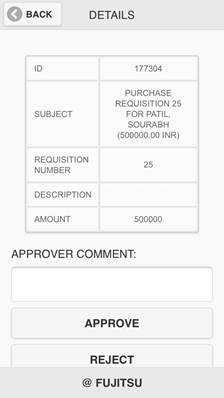 BACK
DETAILS
ID 177304
SUBJECT PURCHASE
REQUISITION 25
FOR PATIL,
SOURABH
(500000.00 INR)
REQUISITION
NUMBER 25
DESCRIPTION
AMOUNT 500000
APPROVER COMMENT:
APPROVE
REJECT
@ FUJITSU